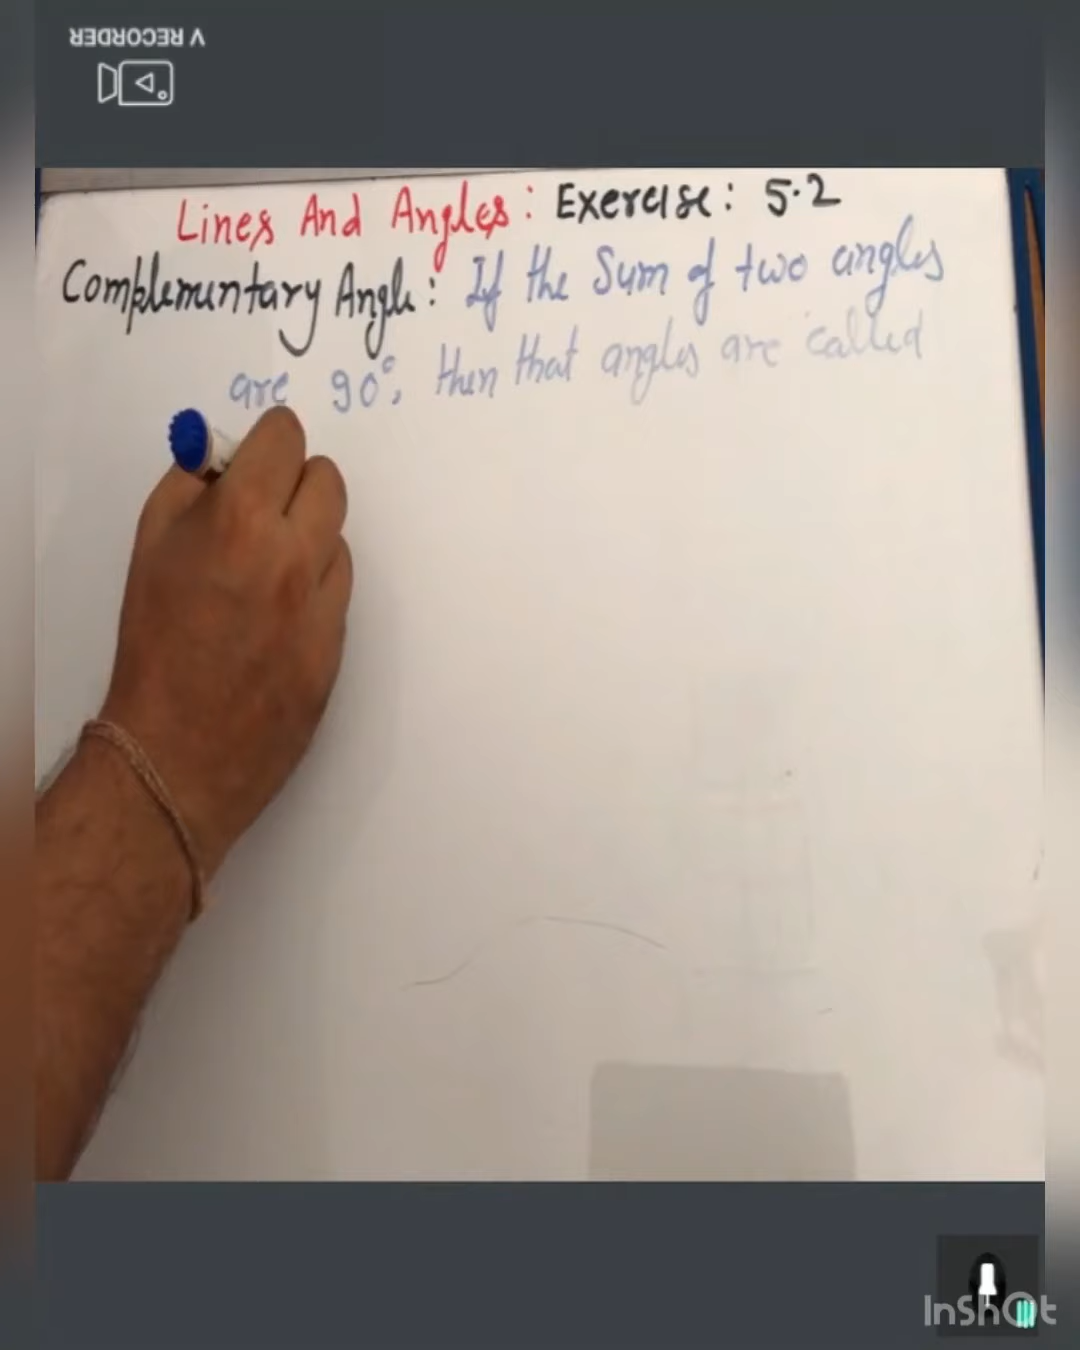 V RECORDER
Lines And Angles: Exercise: 5.2
Complementary Angle: If the Sum of two angles
are 90°, then that angles are called
InShOt